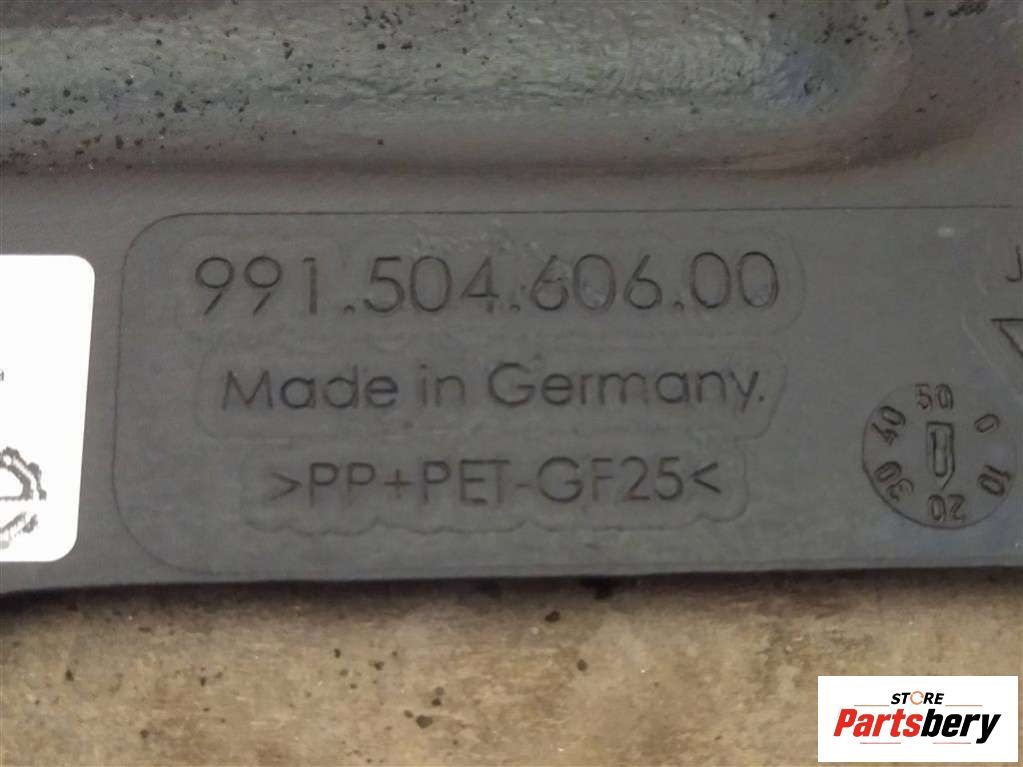 991.504.606.00
Made in Germany.
>PP+PET-GF25<
50
40 0
30 10
20
STORE
Partsbery